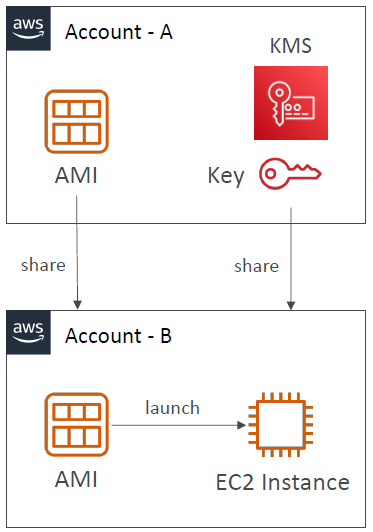 aws
Account - A
KMS
AMI
Key
share
share
aws
Account - B
launch
AMI
EC2 Instance